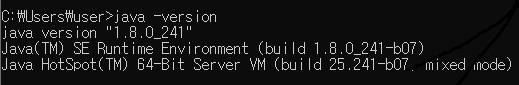 C:₩Users₩user>java -version
java version "1.8.0_241"
Java(TM) SE Runtime Environment (build 1.8.0_241-b07)
Java HotSpot(TM) 64-Bit Server VM (build 25.241-b07, mixed mode)